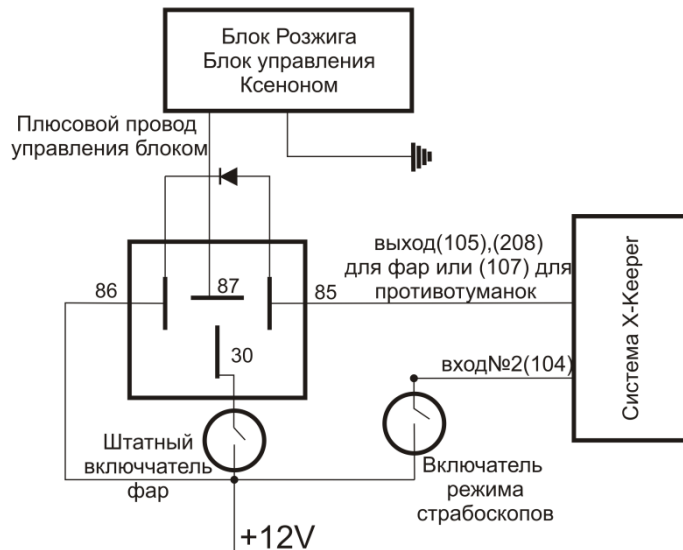 Блок Розжига
Блок управления
Ксеноном
Плюсовой провод
управления блоком
выход(105),(208)
для фар или (107) для
противотуманок
86
87
85
30
вход№2(104)
Система X-Keeper
Штатный
включчатель
фар
Включатель
режима
страбоскопов
+12V